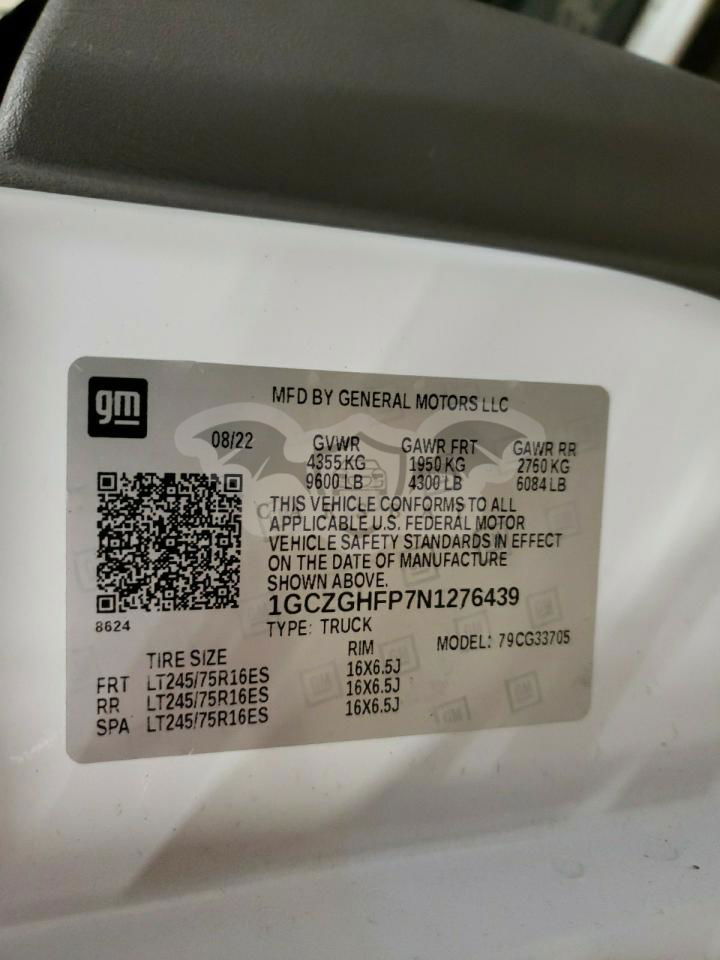 gm
MFD BY GENERAL MOTORS LLC
08/22
GVWR GAWR FRT GAWR RR
4355 KG 1950 KG 2760 KG
9600 LB 4300 LB 6084 LB
THIS VEHICLE CONFORMS TO ALL
APPLICABLE U.S. FEDERAL MOTOR
VEHICLE SAFETY STANDARDS IN EFFECT
ON THE DATE OF MANUFACTURE
SHOWN ABOVE.
1GCZGHFP7N1276439
8624
TYPE: TRUCK
MODEL: 79CG33705
TIRE SIZE RIM
FRT LT245/75R16ES 16X6.5J
RR LT245/75R16ES 16X6.5J
SPA LT245/75R16ES 16X6.5J
GM
GM
GM